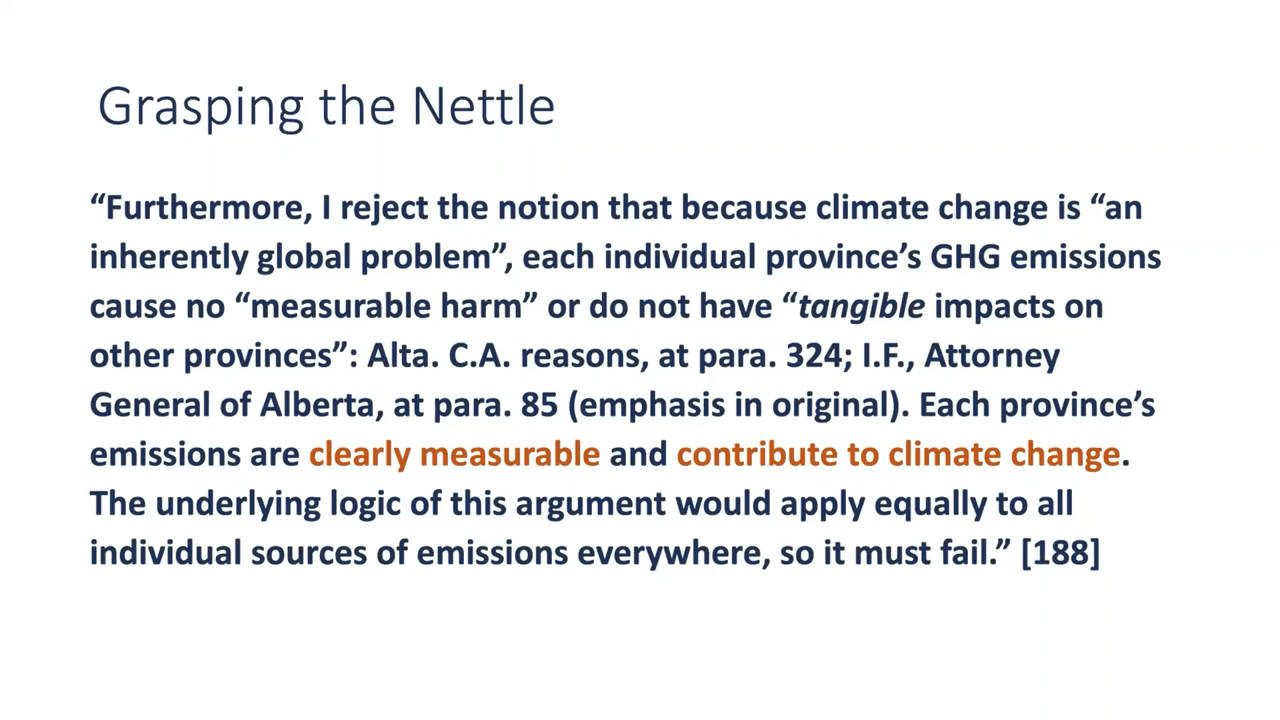 Grasping the Nettle
“Furthermore, I reject the notion that because climate change is “an
inherently global problem”, each individual province’s GHG emissions
cause no “measurable harm” or do not have “tangible impacts on
other provinces”: Alta. C.A. reasons, at para. 324; I.F., Attorney
General of Alberta, at para. 85 (emphasis in original). Each province’s
emissions are clearly measurable and contribute to climate change.
The underlying logic of this argument would apply equally to all
individual sources of emissions everywhere, so it must fail.” [188]